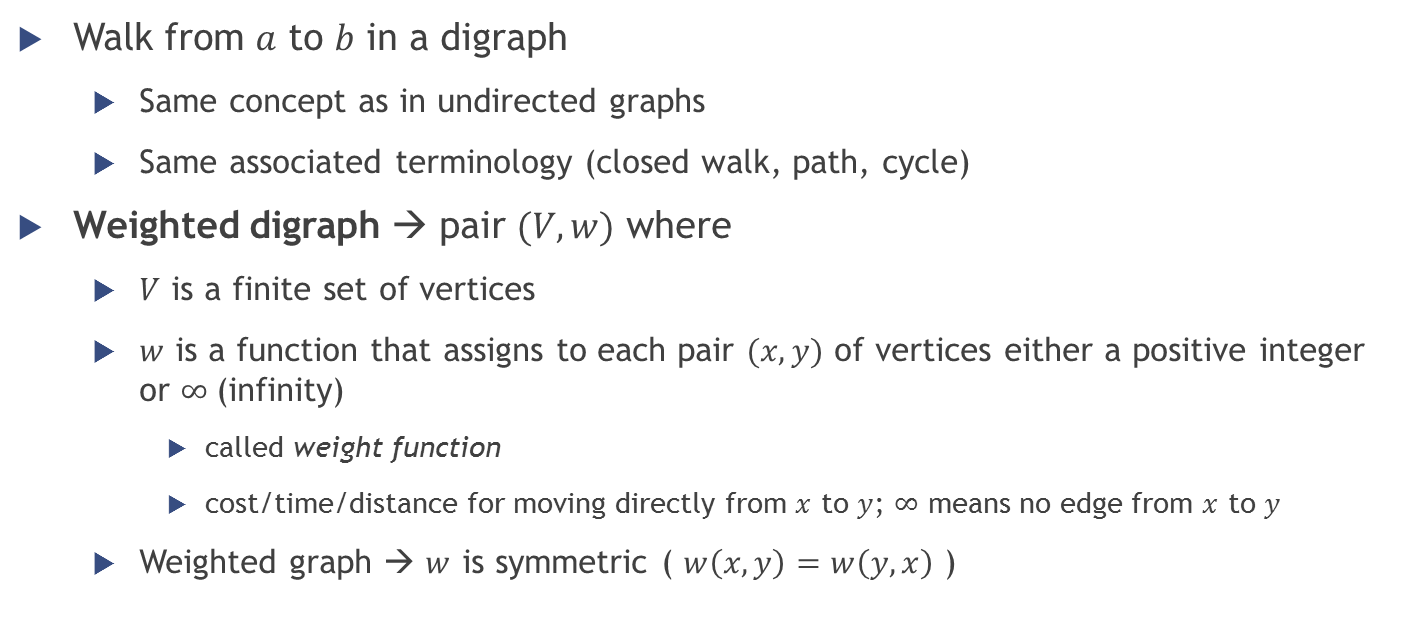 ▶ Walk from a to b in a digraph
▶ Same concept as in undirected graphs
▶ Same associated terminology (closed walk, path, cycle)
▶ Weighted digraph → pair (V, w) where
▶ V is a finite set of vertices
▶ w is a function that assigns to each pair (x, y) of vertices either a positive integer
or ∞ (infinity)
▶ called weight function
▶ cost/time/distance for moving directly from x to y; ∞ means no edge from x to y
▶ Weighted graph → w is symmetric ( w(x, y) = w(y, x) )